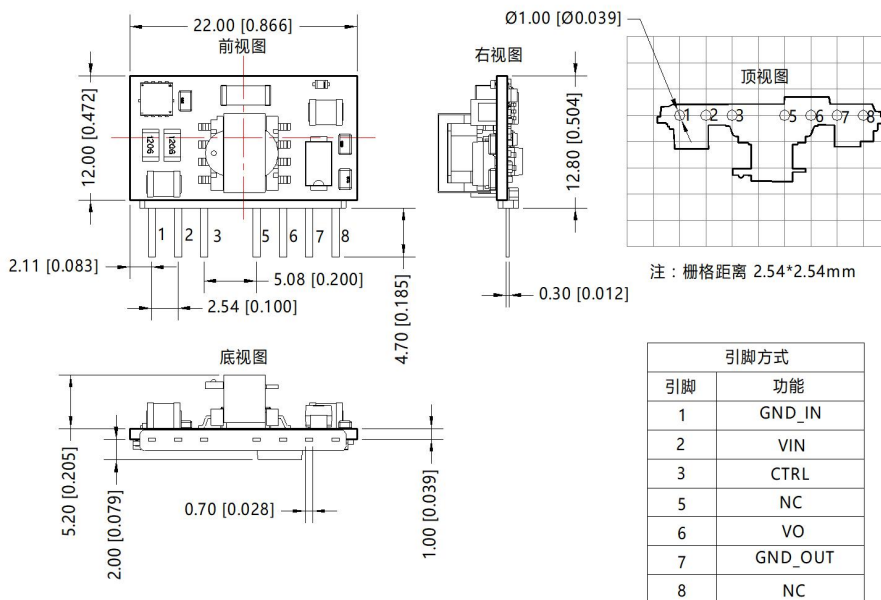 22.00 [0.866]
前视图
12.00 [0.472]
1206
1206
1 2 3 5 6 7 8
2.11 [0.083]
5.08 [0.200]
2.54 [0.100]
4.70 [0.185]
右视图
12.80 [0.504]
0.30 [0.012]
Ø1.00 [Ø0.039]
顶视图
1 2 3 5 6 7 8
注：栅格距离 2.54*2.54mm
底视图
5.20 [0.205]
2.00 [0.079]
0.70 [0.028]
1.00 [0.039]
引脚方式
引脚 功能
1 GND_IN
2 VIN
3 CTRL
5 NC
6 VO
7 GND_OUT
8 NC